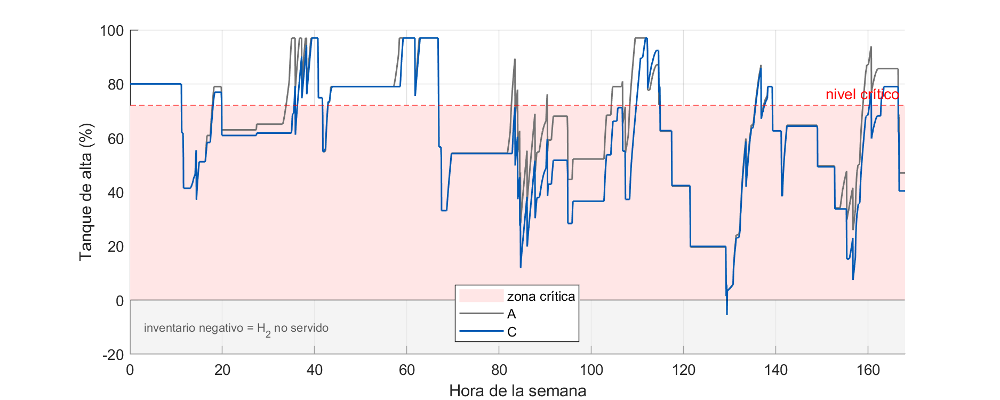 100
80
60
40
20
0
-20
Tanque de alta (%)
nivel crítico
zona crítica
A
C
inventario negativo = H2 no servido
0 20 40 60 80 100 120 140 160
Hora de la semana